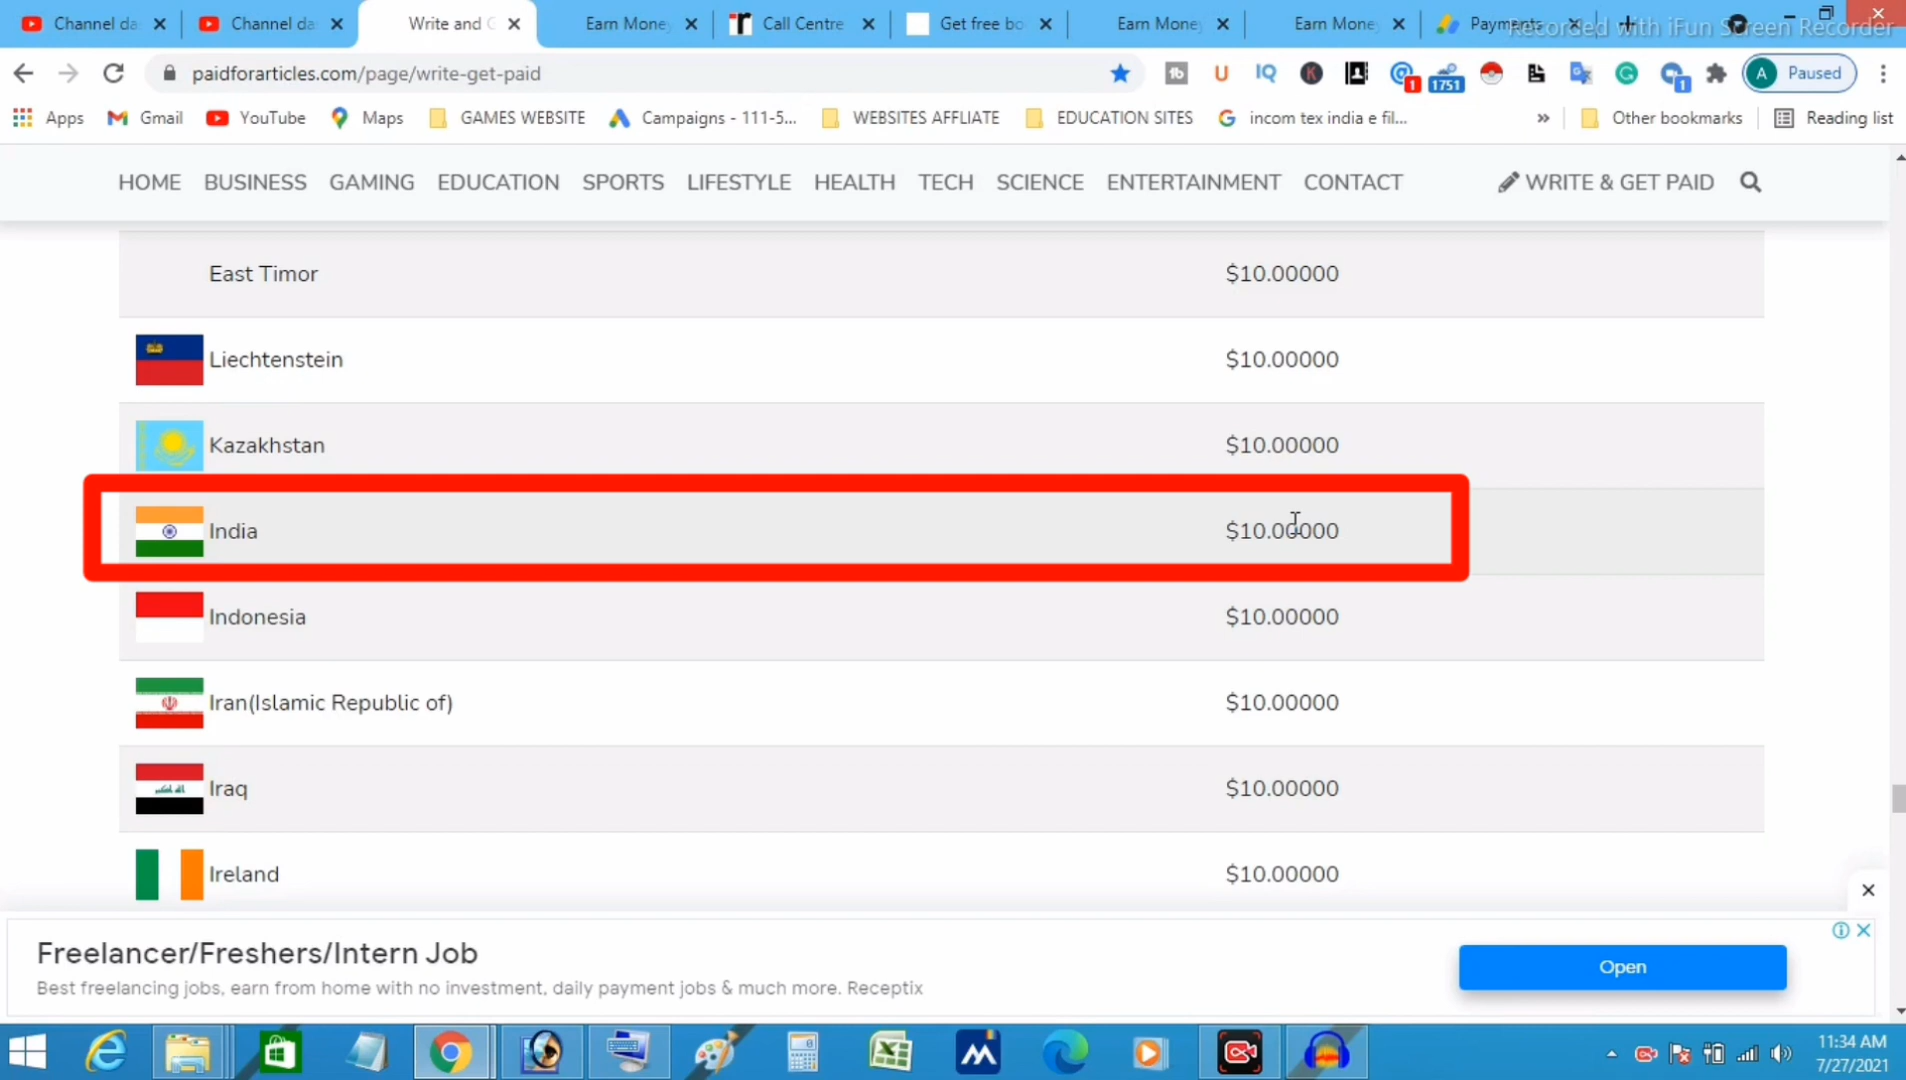 Channel da
Channel da
Write and G
Earn Money
Call Centre
Get free bo
Earn Money
Earn Money
Payments
Recorded with iFun Screen Recorder
paidforarticles.com/page/write-get-paid
1
1751
1
A Paused
Apps
Gmail
YouTube
Maps
GAMES WEBSITE
Campaigns - 111-5...
WEBSITES AFFLIATE
EDUCATION SITES
incom tex india e fil...
»
Other bookmarks
Reading list
HOME BUSINESS GAMING EDUCATION SPORTS LIFESTYLE HEALTH TECH SCIENCE ENTERTAINMENT CONTACT WRITE & GET PAID
East Timor $10.00000
Liechtenstein $10.00000
Kazakhstan $10.00000
India $10.00000
Indonesia $10.00000
Iran(Islamic Republic of) $10.00000
Iraq $10.00000
Ireland $10.00000
Freelancer/Freshers/Intern Job
Best freelancing jobs, earn from home with no investment, daily payment jobs & much more. Receptix
Open
11:34 AM
7/27/2021